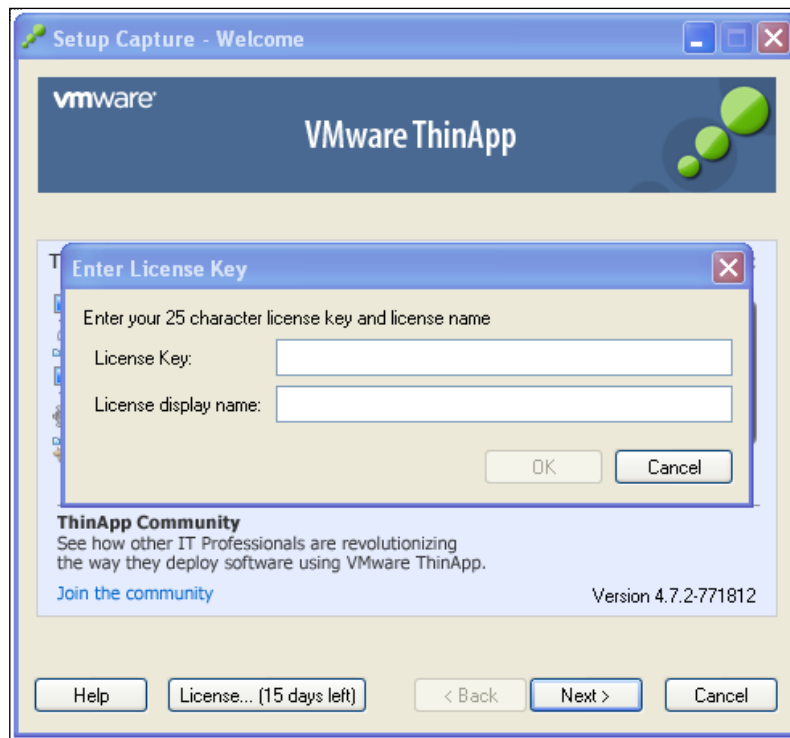 Setup Capture - Welcome
vmware
VMware ThinApp
T
Enter License Key
Enter your 25 character license key and license name
License Key:
License display name:
OK Cancel
ThinApp Community
See how other IT Professionals are revolutionizing
the way they deploy software using VMware ThinApp.
Join the community
Version 4.7.2-771812
Help License... (15 days left) < Back Next > Cancel